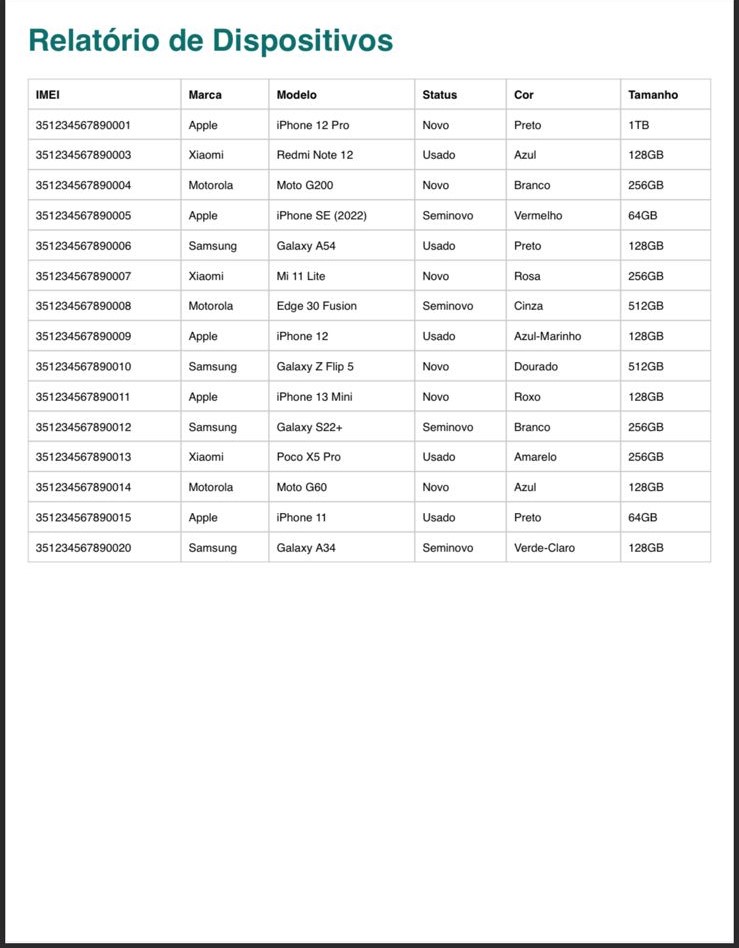 Relatório de Dispositivos
IMEI Marca Modelo Status Cor Tamanho
351234567890001 Apple iPhone 12 Pro Novo Preto 1TB
351234567890003 Xiaomi Redmi Note 12 Usado Azul 128GB
351234567890004 Motorola Moto G200 Novo Branco 256GB
351234567890005 Apple iPhone SE (2022) Seminovo Vermelho 64GB
351234567890006 Samsung Galaxy A54 Usado Preto 128GB
351234567890007 Xiaomi Mi 11 Lite Novo Rosa 256GB
351234567890008 Motorola Edge 30 Fusion Seminovo Cinza 512GB
351234567890009 Apple iPhone 12 Usado Azul-Marinho 128GB
351234567890010 Samsung Galaxy Z Flip 5 Novo Dourado 512GB
351234567890011 Apple iPhone 13 Mini Novo Roxo 128GB
351234567890012 Samsung Galaxy S22+ Seminovo Branco 256GB
351234567890013 Xiaomi Poco X5 Pro Usado Amarelo 256GB
351234567890014 Motorola Moto G60 Novo Azul 128GB
351234567890015 Apple iPhone 11 Usado Preto 64GB
351234567890020 Samsung Galaxy A34 Seminovo Verde-Claro 128GB